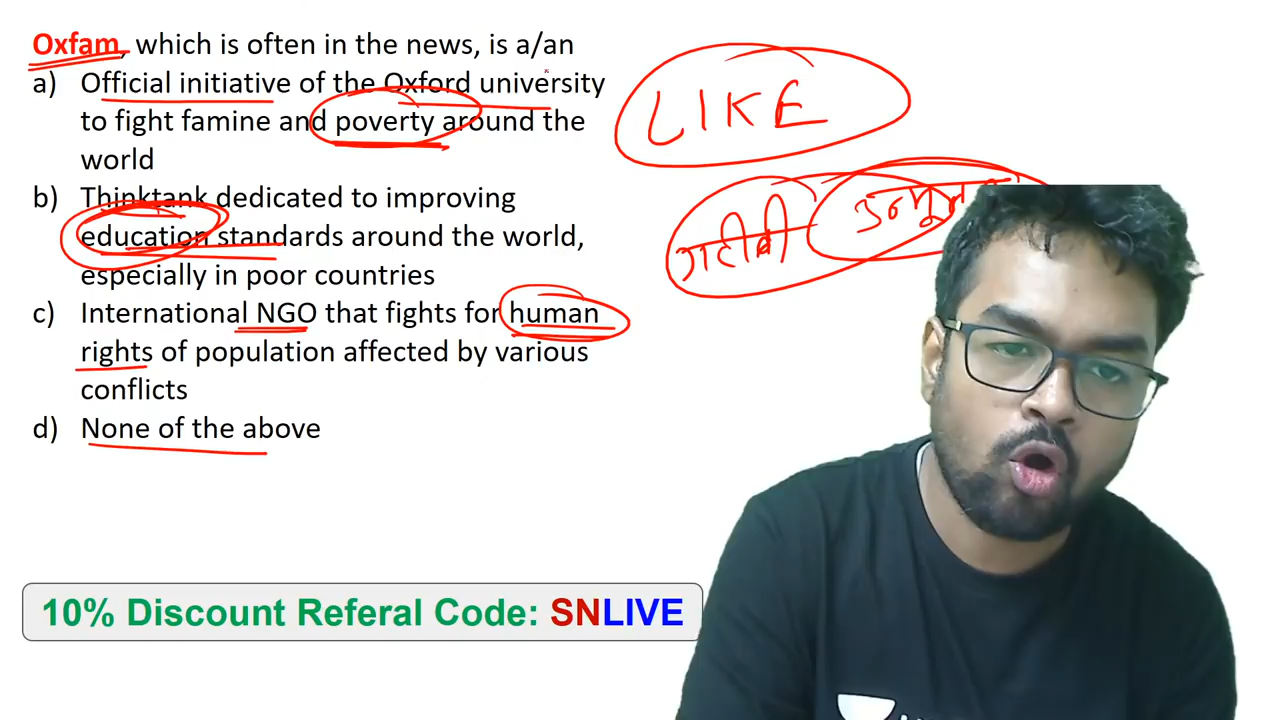 Oxfam, which is often in the news, is a/an
a) Official initiative of the Oxford university
to fight famine and poverty around the
world
b) Thinktank dedicated to improving
education standards around the world,
especially in poor countries
c) International NGO that fights for human
rights of population affected by various
conflicts
d) None of the above
LIKE
गरीबी
10% Discount Referal Code: SNLIVE